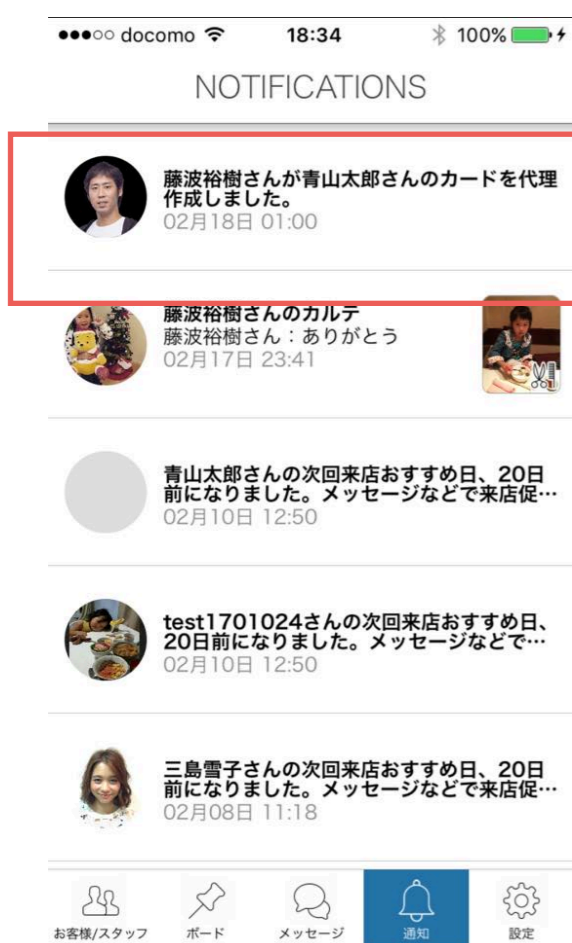 docomo 18:34 100%
NOTIFICATIONS
藤波裕樹さんが青山太郎さんのカードを代理
作成しました。
02月18日 01:00
藤波裕樹さんのカルテ
藤波裕樹さん：ありがとう
02月17日 23:41
青山太郎さんの次回来店おすすめ日、20日
前になりました。メッセージなどで来店促…
02月10日 12:50
test1701024さんの次回来店おすすめ日、
20日前になりました。メッセージなどで…
02月10日 12:50
三島雪子さんの次回来店おすすめ日、20日
前になりました。メッセージなどで来店促…
02月08日 11:18
お客様/スタッフ ボード メッセージ 通知 設定